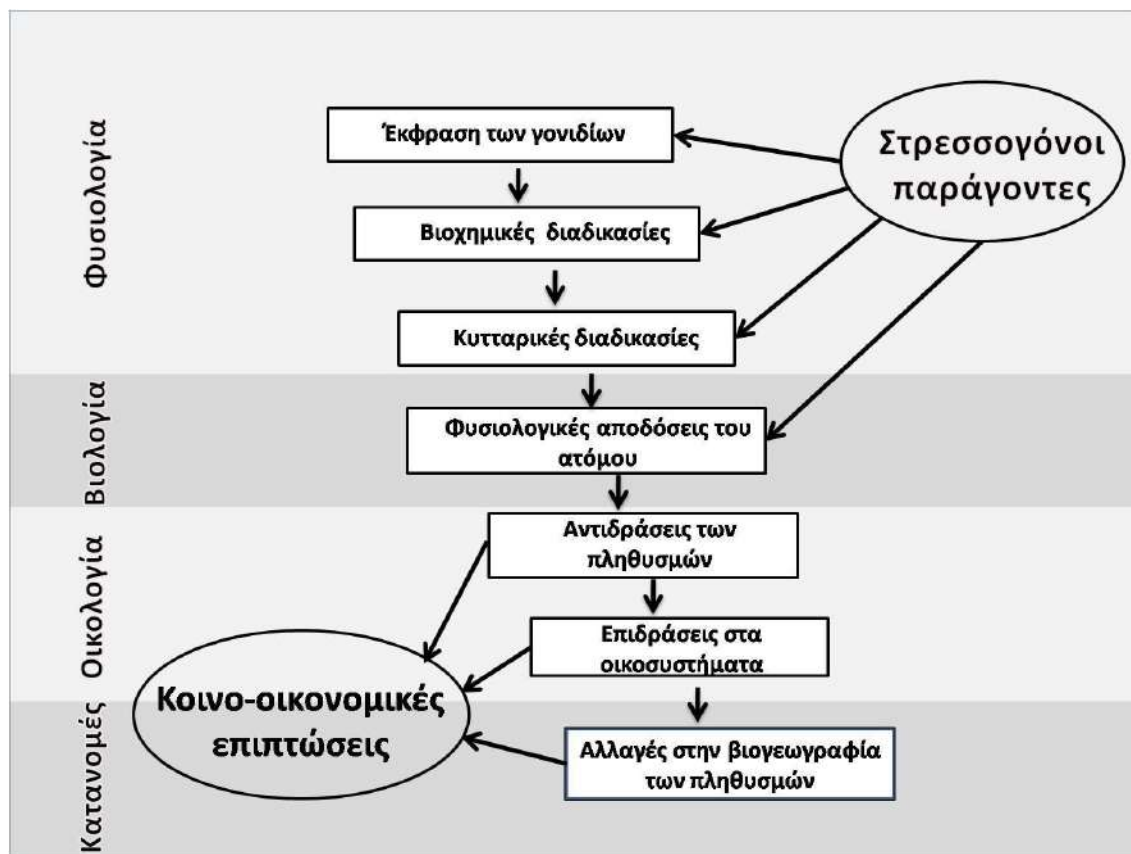 Φυσιολογία
Έκφραση των γονιδίων
Στρεσσογόνοι
παράγοντες
Βιοχημικές διαδικασίες
Κυτταρικές διαδικασίες
Βιολογία
Φυσιολογικές αποδόσεις του
ατόμου
Οικολογία
Αντιδράσεις των
πληθυσμών
Επιδράσεις στα
οικοσυστήματα
Κοινο-οικονομικές
επιπτώσεις
Κατανομές
Αλλαγές στην βιογεωγραφία
των πληθυσμών